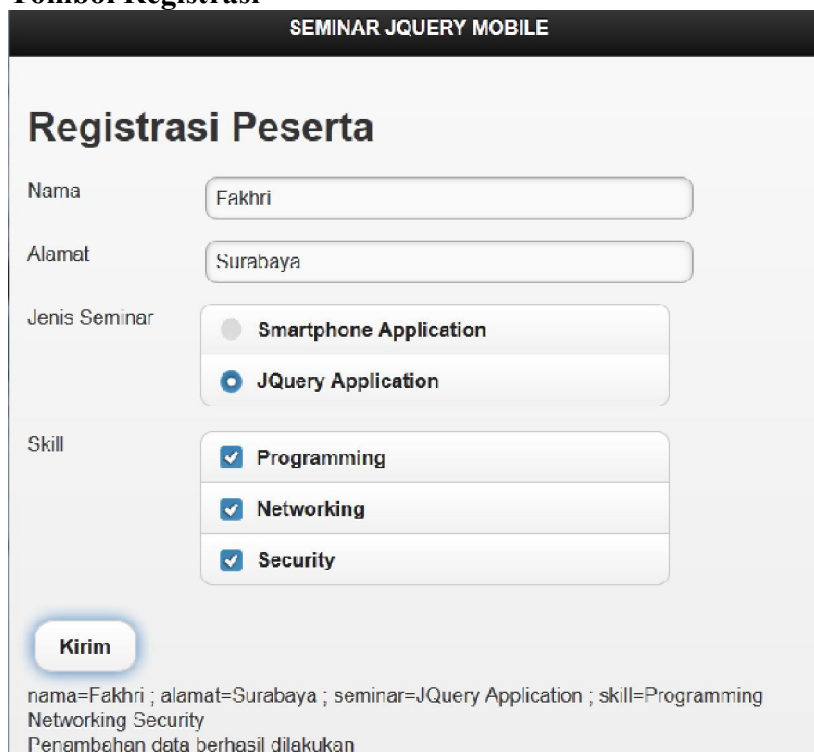 Tombol Registrasi
SEMINAR JQUERY MOBILE
Registrasi Peserta
Nama
Fakhri
Alamat
Surabaya
Jenis Seminar
Smartphone Application
JQuery Application
Skill
Programming
Networking
Security
Kirim
nama=Fakhri ; alamat=Surabaya ; seminar=JQuery Application ; skill=Programming
Networking Security
Penambahan data berhasil dilakukan